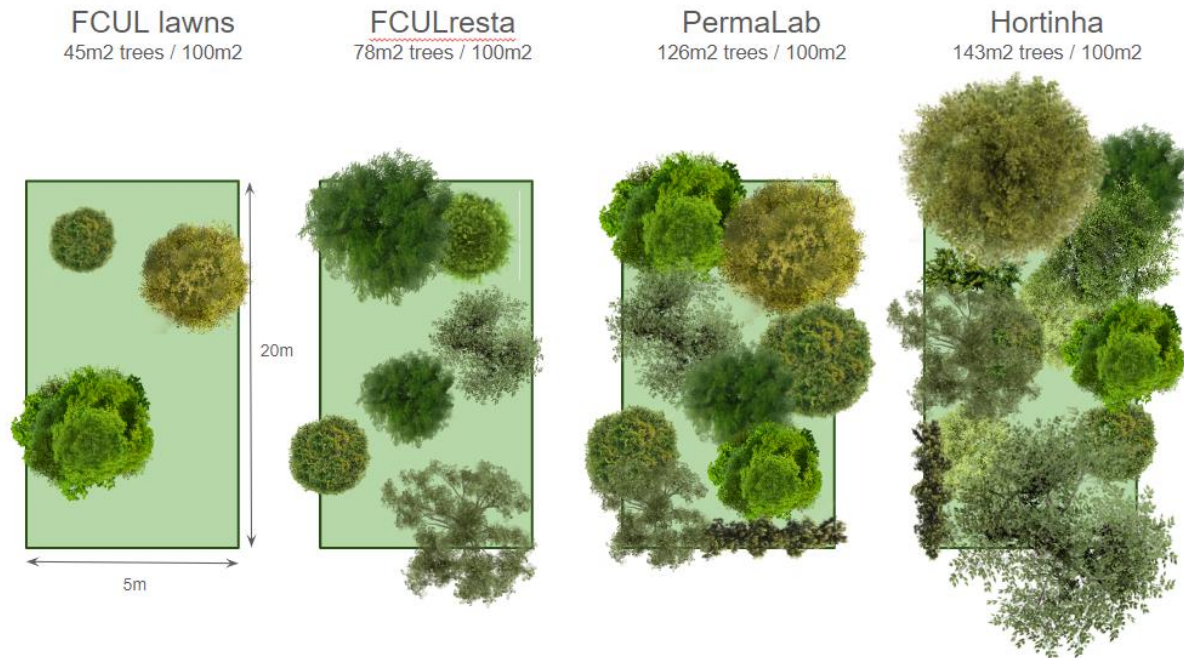 FCUL lawns
45m2 trees / 100m2
FCULresta
78m2 trees / 100m2
PermaLab
126m2 trees / 100m2
Hortinha
143m2 trees / 100m2
20m
5m